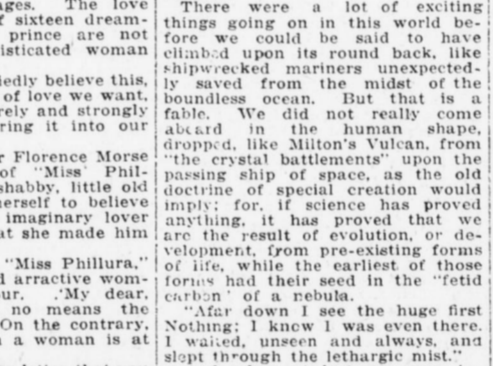 ages. The love
f sixteen dream-
prince are not
isticated woman
iedly believe this,
of love we want,
rely and strongly
ring it into our
r Florence Morse
of "Miss Phil-
shabby, little old
herself to believe
imaginary lover
at she made him
"Miss Phillura,"
d arractive wom-
our. .'My dear,
no means the
On the contrary,
n a woman is at
There were a lot of exciting
things going on in this world be-
fore we could be said to have
climbed upon its round back, like
shipwrecked mariners unexpected-
ly saved from the midst of the
boundless ocean. But that is a
fable. We did not really come
aboard in the human shape,
dropped, like Milton's Vulcan, from
"the crystal battlements" upon the
passing ship of space, as the old
doctrine of special creation would
imply; for, if science has proved
anything, it has proved that we
are the result of evolution, or de-
velopment, from pre-existing forms
of life, while the earliest of those
forms had their seed in the "fetid
carbon" of a nebula.
"Afar down I see the huge first
Nothing; I know I was even there.
I waited, unseen and always, and
slept through the lethargic mist."